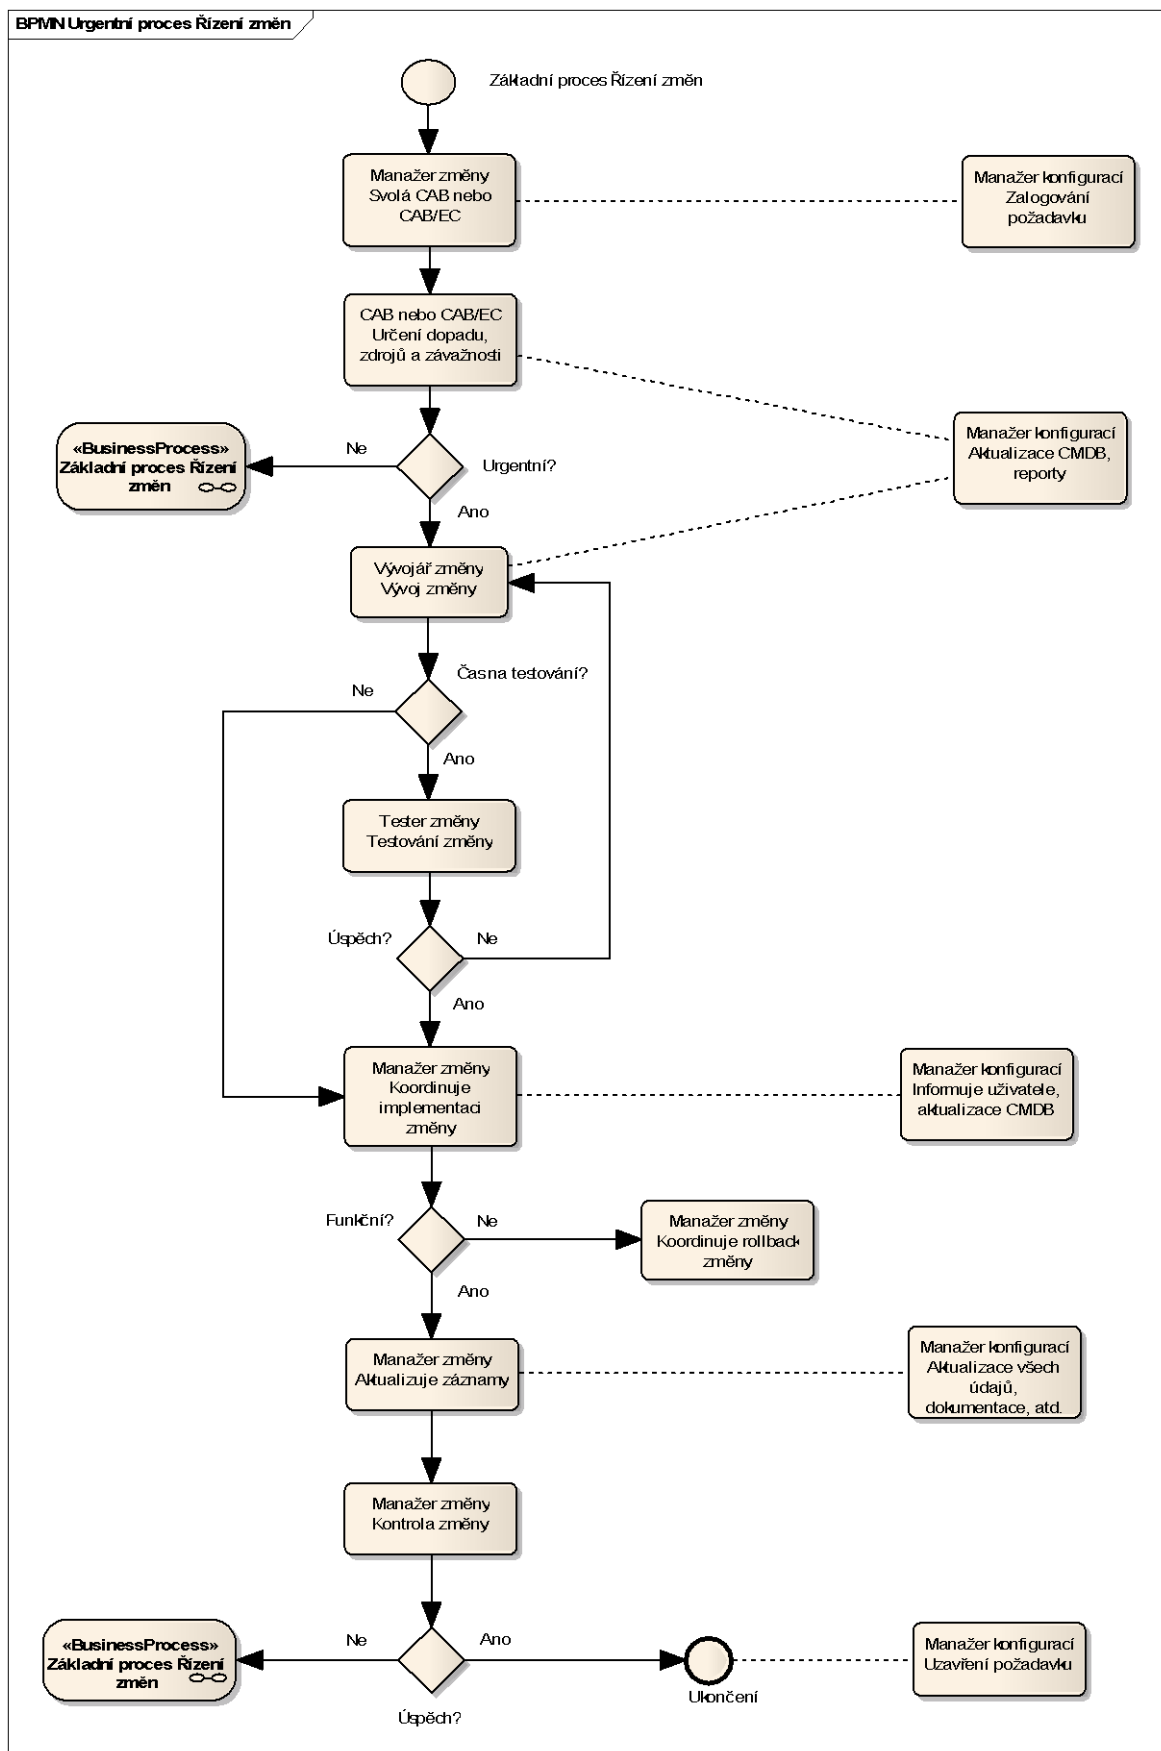 BPMN Urgentní proces Řízení změn
Základní proces Řízení změn
Manažer změny
Svolá CAB nebo
CAB/EC
Manažer konfigurací
Zalogování
požadavku
CAB nebo CAB/EC
Určení dopadu,
zdrojů a závažnosti
Manažer konfigurací
Aktualizace CMDB,
reporty
«BusinessProcess»
Základní proces Řízení
změn
Ne
Urgentní?
Ano
Vývojář změny
Vývoj změny
Čas na testování?
Ne
Ano
Tester změny
Testování změny
Úspěch?
Ne
Ano
Manažer změny
Koordinuje
implementaci
změny
Manažer konfigurací
Informuje uživatele,
aktualizace CMDB
Funkční?
Ne
Manažer změny
Koordinuje rollback
změny
Ano
Manažer změny
Aktualizuje záznamy
Manažer konfigurací
Aktualizace všech
údajů,
dokumentace, atd.
Manažer změny
Kontrola změny
«BusinessProcess»
Základní proces Řízení
změn
Ne
Ano
Úspěch?
Ukončení
Manažer konfigurací
Uzavření požadavku